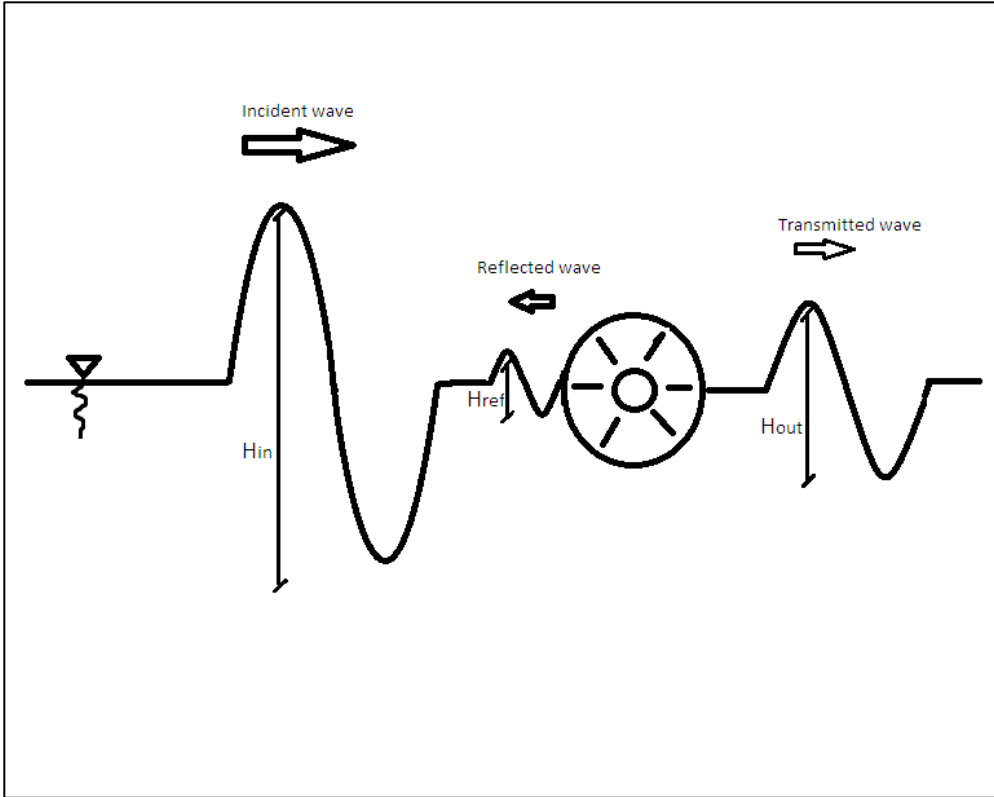 Incident wave
Transmitted wave
Reflected wave
Href
Hout
Hin